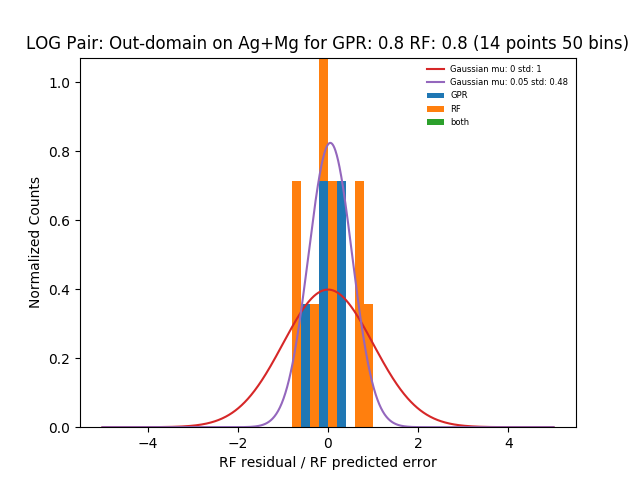 LOG Pair: Out-domain on Ag+Mg for GPR: 0.8 RF: 0.8 (14 points 50 bins)
Gaussian mu: 0 std: 1
Gaussian mu: 0.05 std: 0.48
GPR
RF
both
Normalized Counts
1.0
0.8
0.6
0.4
0.2
0.0
−4
−2
0
2
4
RF residual / RF predicted error